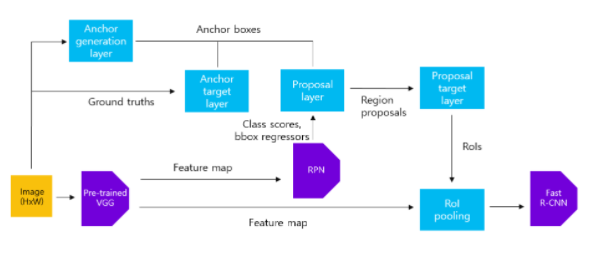 Anchor boxes
Anchor
generation
layer
Anchor
target
layer
Proposal
layer
Proposal
target layer
Ground truths
Region
proposals
Class scores,
bbox regressors
RoIs
Feature map
RPN
Image
(HxW)
Pre-trained
VGG
Feature map
RoI
pooling
Fast
R-CNN